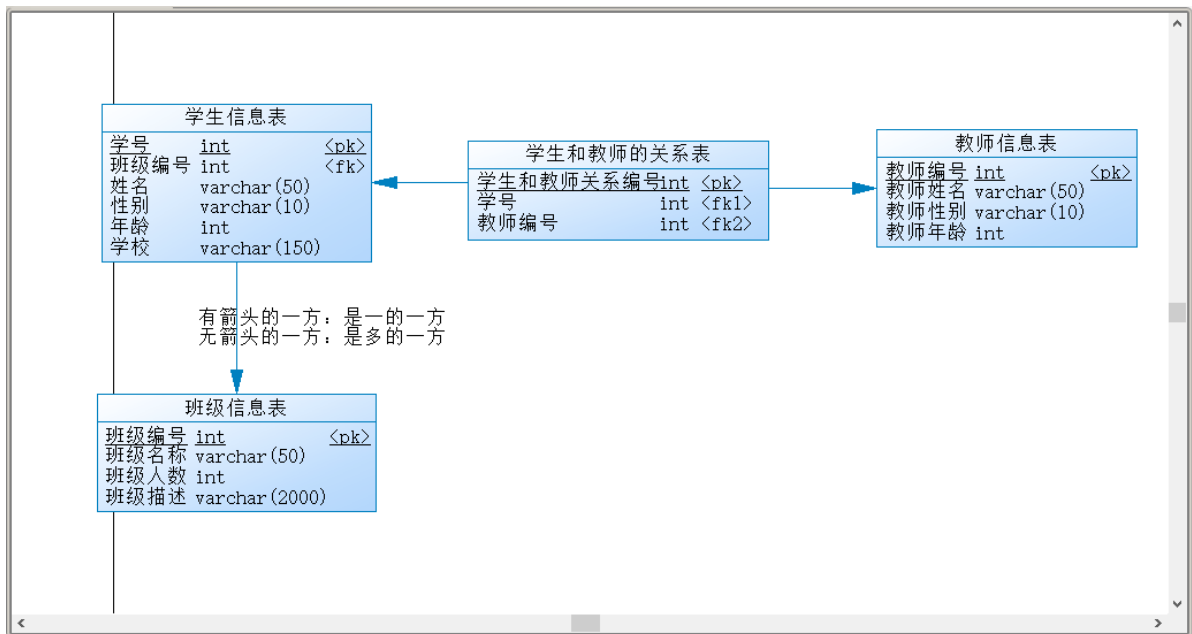 学生信息表
学号 int <pk>
班级编号 int <fk>
姓名 varchar(50)
性别 varchar(10)
年龄 int
学校 varchar(150)
学生和教师的关系表
学生和教师关系编号int <pk>
学号 int <fk1>
教师编号 int <fk2>
教师信息表
教师编号 int <pk>
教师姓名 varchar(50)
教师性别 varchar(10)
教师年龄 int
有箭头的一方：是一的一方
无箭头的一方：是多的一方
班级信息表
班级编号 int <pk>
班级名称 varchar(50)
班级人数 int
班级描述 varchar(2000)